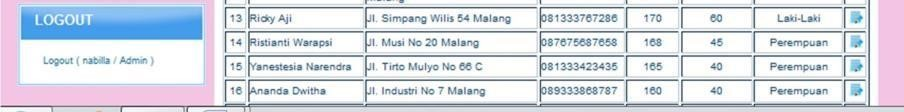 LOGOUT
Logout ( nabilla / Admin )
13 Ricky Aji Jl. Simpang Wilis 54 Malang 081333767286 170 60 Laki-Laki
14 Ristianti Warapsi Jl. Musi No 20 Malang 087675687658 168 45 Perempuan
15 Yanestesia Narendra Jl. Tirto Mulyo No 66 C 081333423435 165 40 Perempuan
16 Ananda Dwitha Jl. Industri No 7 Malang 089333868787 160 40 Perempuan